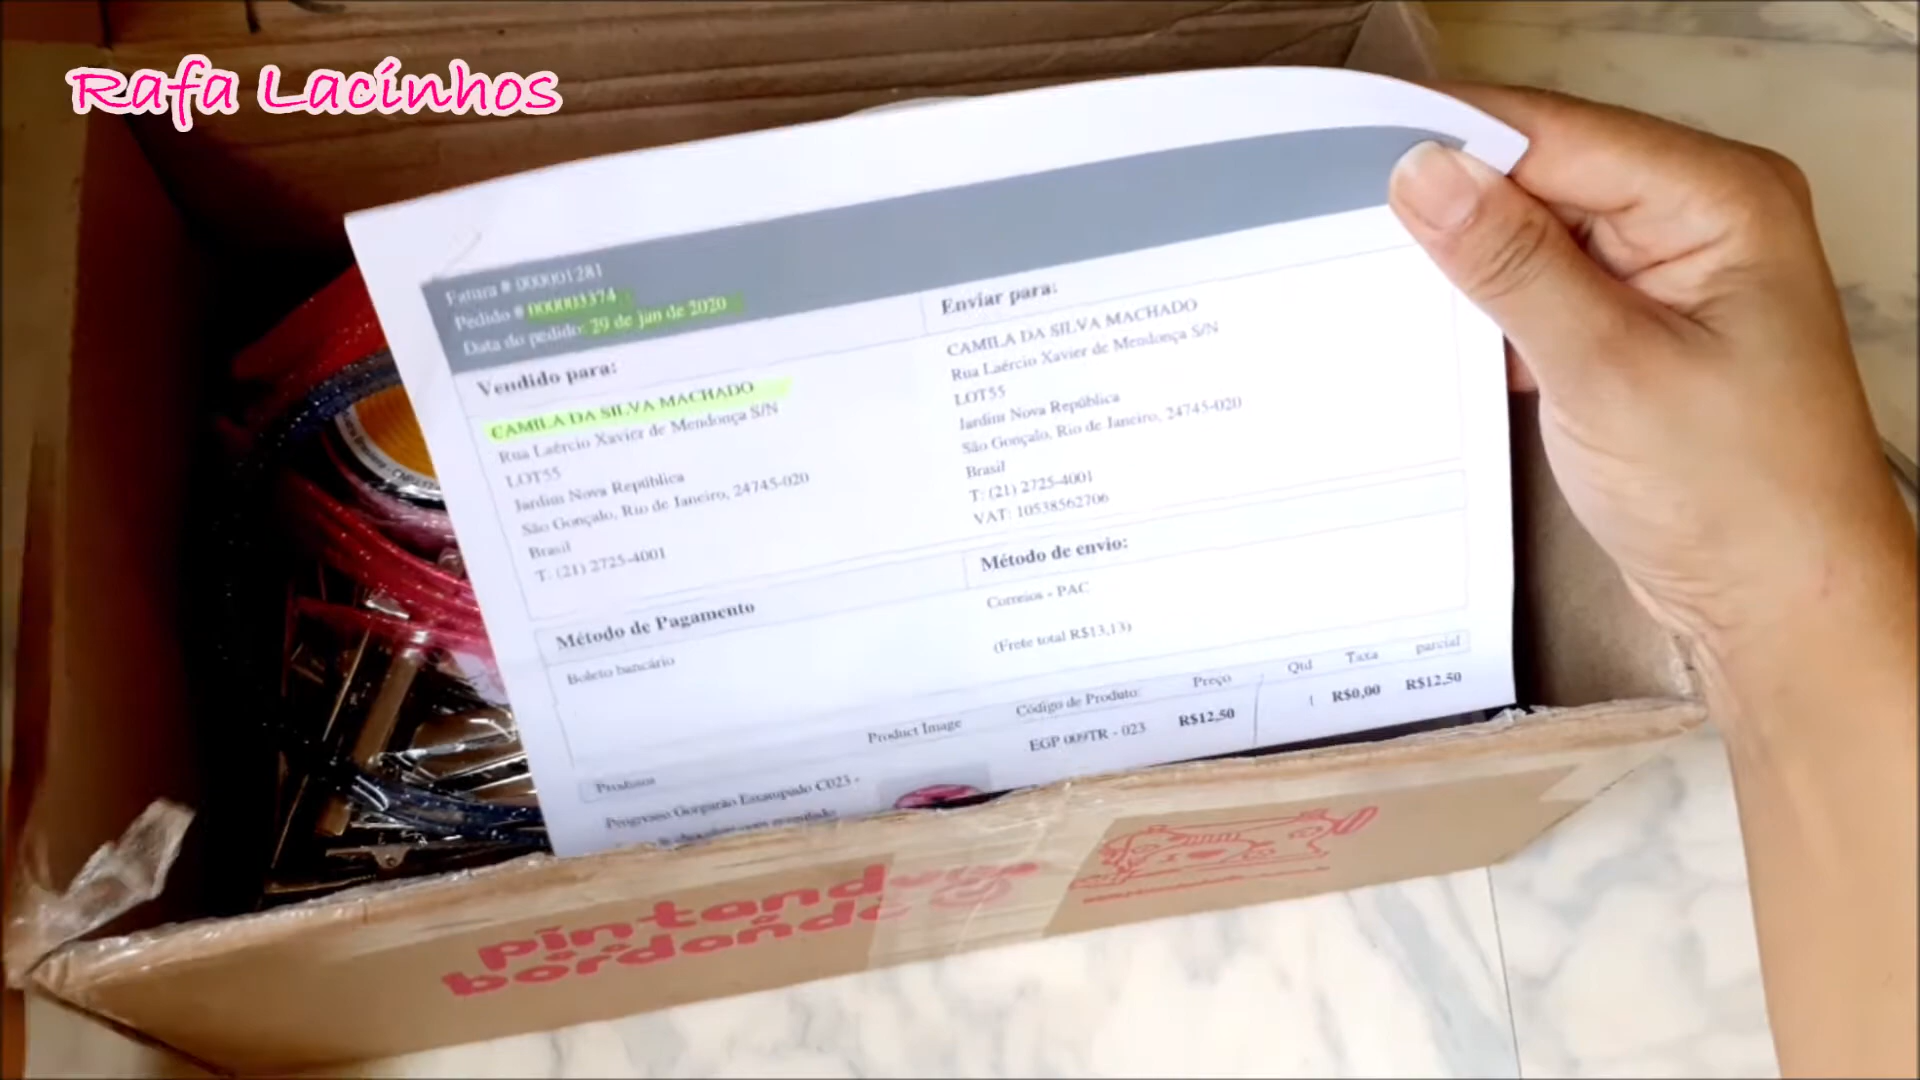 Rafa Lacinhos
Fatura # 000001281
Pedido # 000003374
Data do pedido: 29 de jan de 2020
Vendido para:
CAMILA DA SILVA MACHADO
Rua Laércio Xavier de Mendonça S/N
LOT55
Jardim Nova República
São Gonçalo, Rio de Janeiro, 24745-020
Brasil
T: (21) 2725-4001
Enviar para:
CAMILA DA SILVA MACHADO
Rua Laércio Xavier de Mendonça S/N
LOT55
Jardim Nova República
São Gonçalo, Rio de Janeiro, 24745-020
Brasil
T: (21) 2725-4001
VAT: 10538562706
Método de Pagamento
Boleto bancário
Método de envio:
Correios - PAC
(Frete total R$13,13)
Produtos Product Image Código de Produto: Preço Qtd Taxa parcial
Progresso Gorgurão Estampado C023 - EGP 009TR - 023 R$12,50 1 R$0,00 R$12,50
pintando
bordando